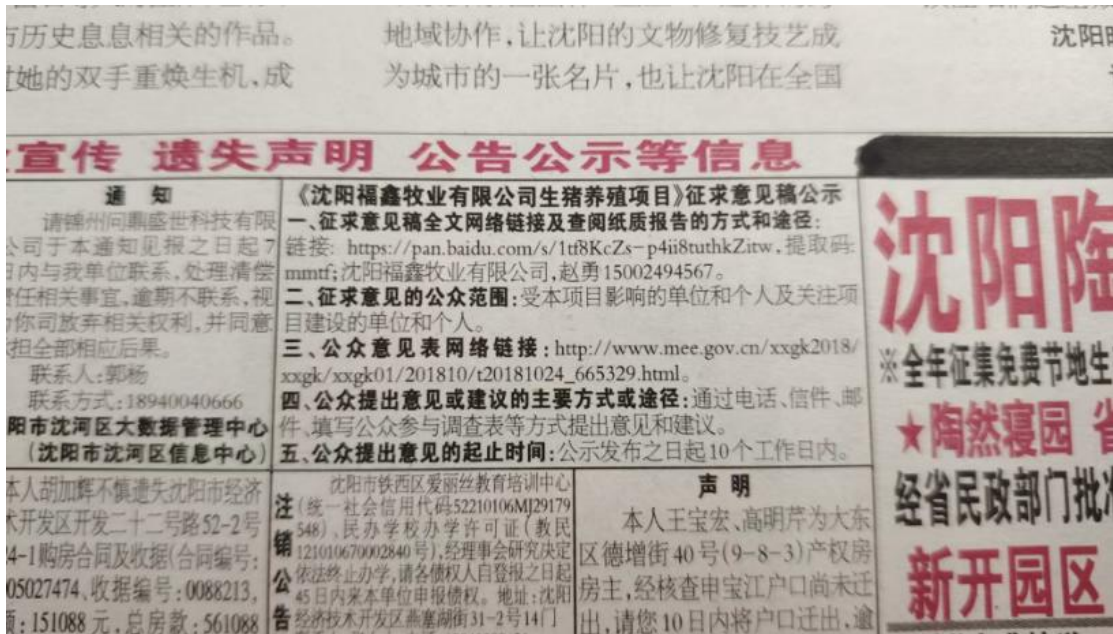 历史息息相关的作品。
她的双手重焕生机,成
地域协作,让沈阳的文物修复技艺成
为城市的一张名片,也让沈阳在全国
沈阳
宣传 遗失声明 公告公示等信息
通 知
请锦州问鼎盛世科技有限
公司于本通知见报之日起7
日内与我单位联系,处理清偿
责任相关事宜,逾期不联系,视
为你司放弃相关权利,并同意
承担全部相应后果。
联系人:郭杨
联系方式:18940040666
阳市沈河区大数据管理中心
(沈阳市沈河区信息中心)
《沈阳福鑫牧业有限公司生猪养殖项目》征求意见稿公示
一、征求意见稿全文网络链接及查阅纸质报告的方式和途径:
链接: https://pan.baidu.com/s/1tf8KcZs-p4ii8tuthkZitw,提取码:
mmtf;沈阳福鑫牧业有限公司,赵勇15002494567。
二、征求意见的公众范围:受本项目影响的单位和个人及关注项
目建设的单位和个人。
三、公众意见表网络链接:http://www.mee.gov.cn/xxgk2018/
xxgk/xxgk01/201810/t20181024_665329.html。
四、公众提出意见或建议的主要方式或途径:通过电话、信件、邮
件、填写公众参与调查表等方式提出意见和建议。
五、公众提出意见的起止时间:公示发布之日起10个工作日内。
本人胡加辉不慎遗失沈阳市经济
技术开发区开发二十二号路52-2号
4-1购房合同及收据(合同编号:
05027474、收据编号:0088213,
:151088元,总房款:561088
注销公告
沈阳市铁西区爱丽丝教育培训中心
(统一社会信用代码52210106MJ29179
548)、民办学校办学许可证(教民
121010670002840号),经理事会研究决定
依法终止办学,请各债权人自登报之日起
45日内来本单位申报债权。地址:沈阳
经济技术开发区燕塞湖街31-2号14门
声 明
本人王宝宏、高明芹为大东
区德增街40号(9-8-3)产权房
房主,经核查申宝江户口尚未迁
出,请您10日内将户口迁出,逾
沈阳陶
※全年征集免费节地生
★陶然寝园 省
经省民政部门批准
新开园区